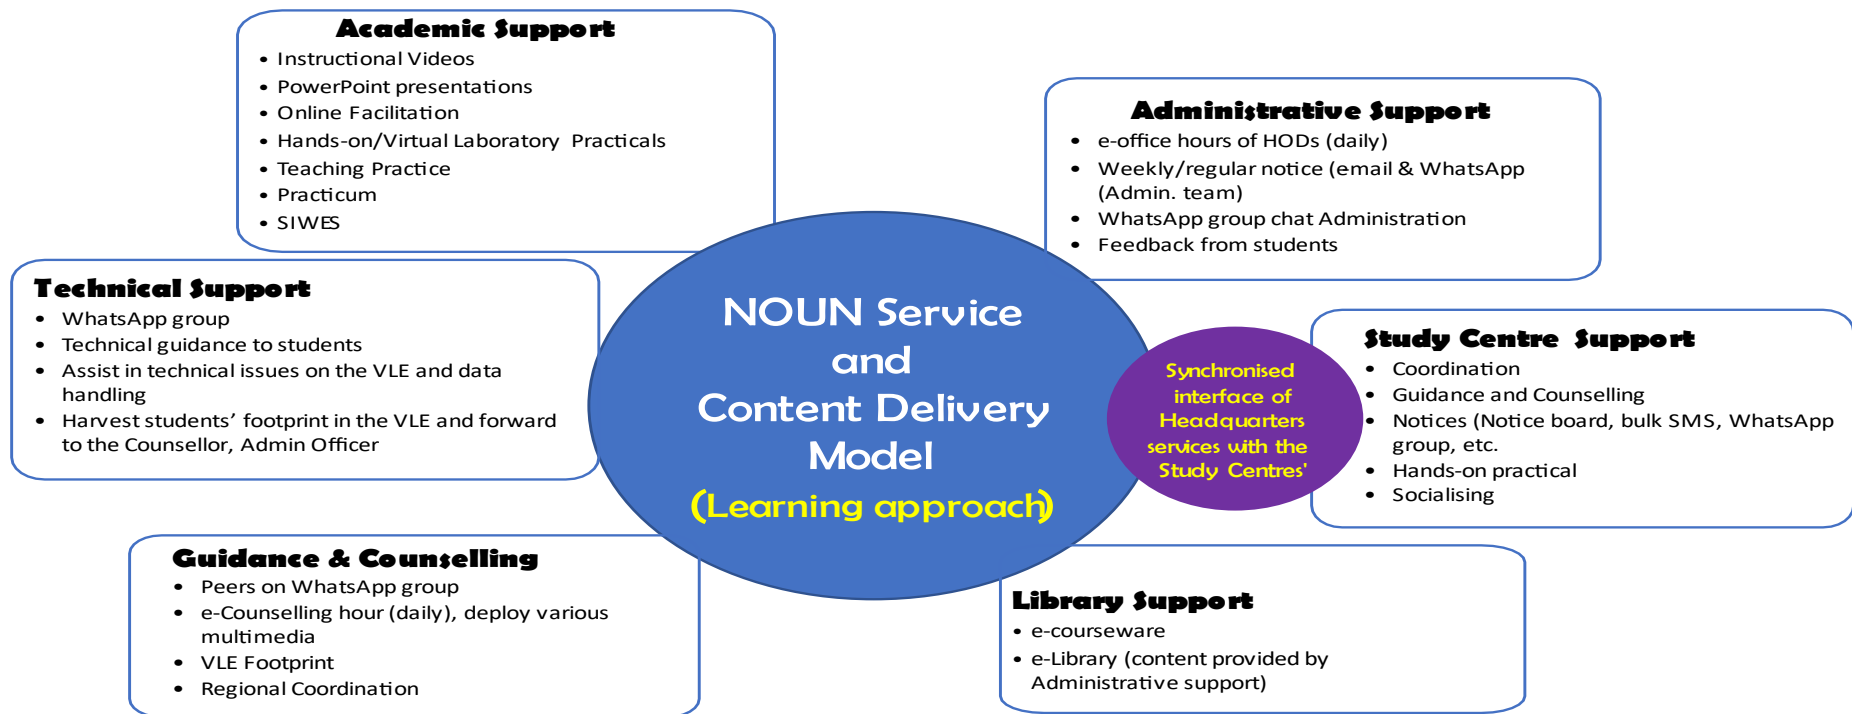 Academic Support
• Instructional Videos
• PowerPoint presentations
• Online Facilitation
• Hands-on/Virtual Laboratory Practicals
• Teaching Practice
• Practicum
• SIWES
Administrative Support
• e-office hours of HODs (daily)
• Weekly/regular notice (email & WhatsApp
(Admin. team)
• WhatsApp group chat Administration
• Feedback from students
Technical Support
• WhatsApp group
• Technical guidance to students
• Assist in technical issues on the VLE and data
handling
• Harvest students’ footprint in the VLE and forward
to the Counsellor, Admin Officer
NOUN Service
and
Content Delivery
Model
(Learning approach)
Synchronised
interface of
Headquarters
services with the
Study Centres'
Study Centre Support
• Coordination
• Guidance and Counselling
• Notices (Notice board, bulk SMS, WhatsApp
group, etc.
• Hands-on practical
• Socialising
Guidance & Counselling
• Peers on WhatsApp group
• e-Counselling hour (daily), deploy various
multimedia
• VLE Footprint
• Regional Coordination
Library Support
• e-courseware
• e-Library (content provided by
Administrative support)